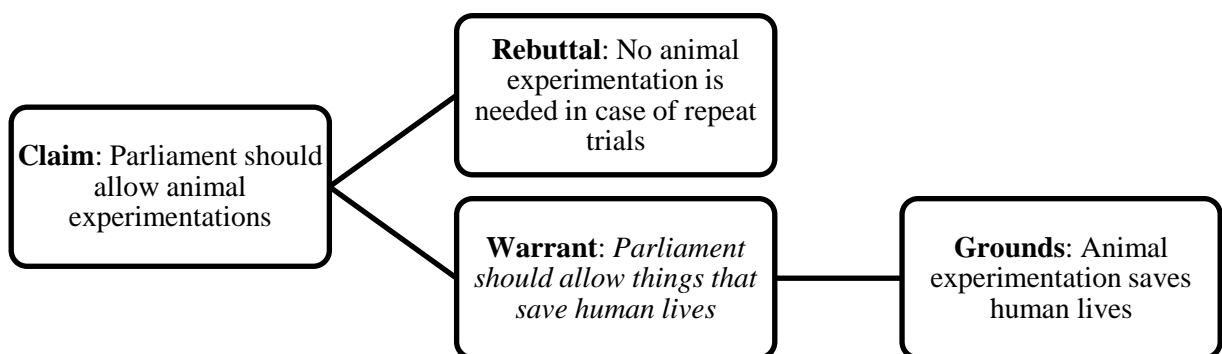 Claim: Parliament should
allow animal
experimentations
Rebuttal: No animal
experimentation is
needed in case of repeat
trials
Warrant: Parliament
should allow things that
save human lives
Grounds: Animal
experimentation saves
human lives